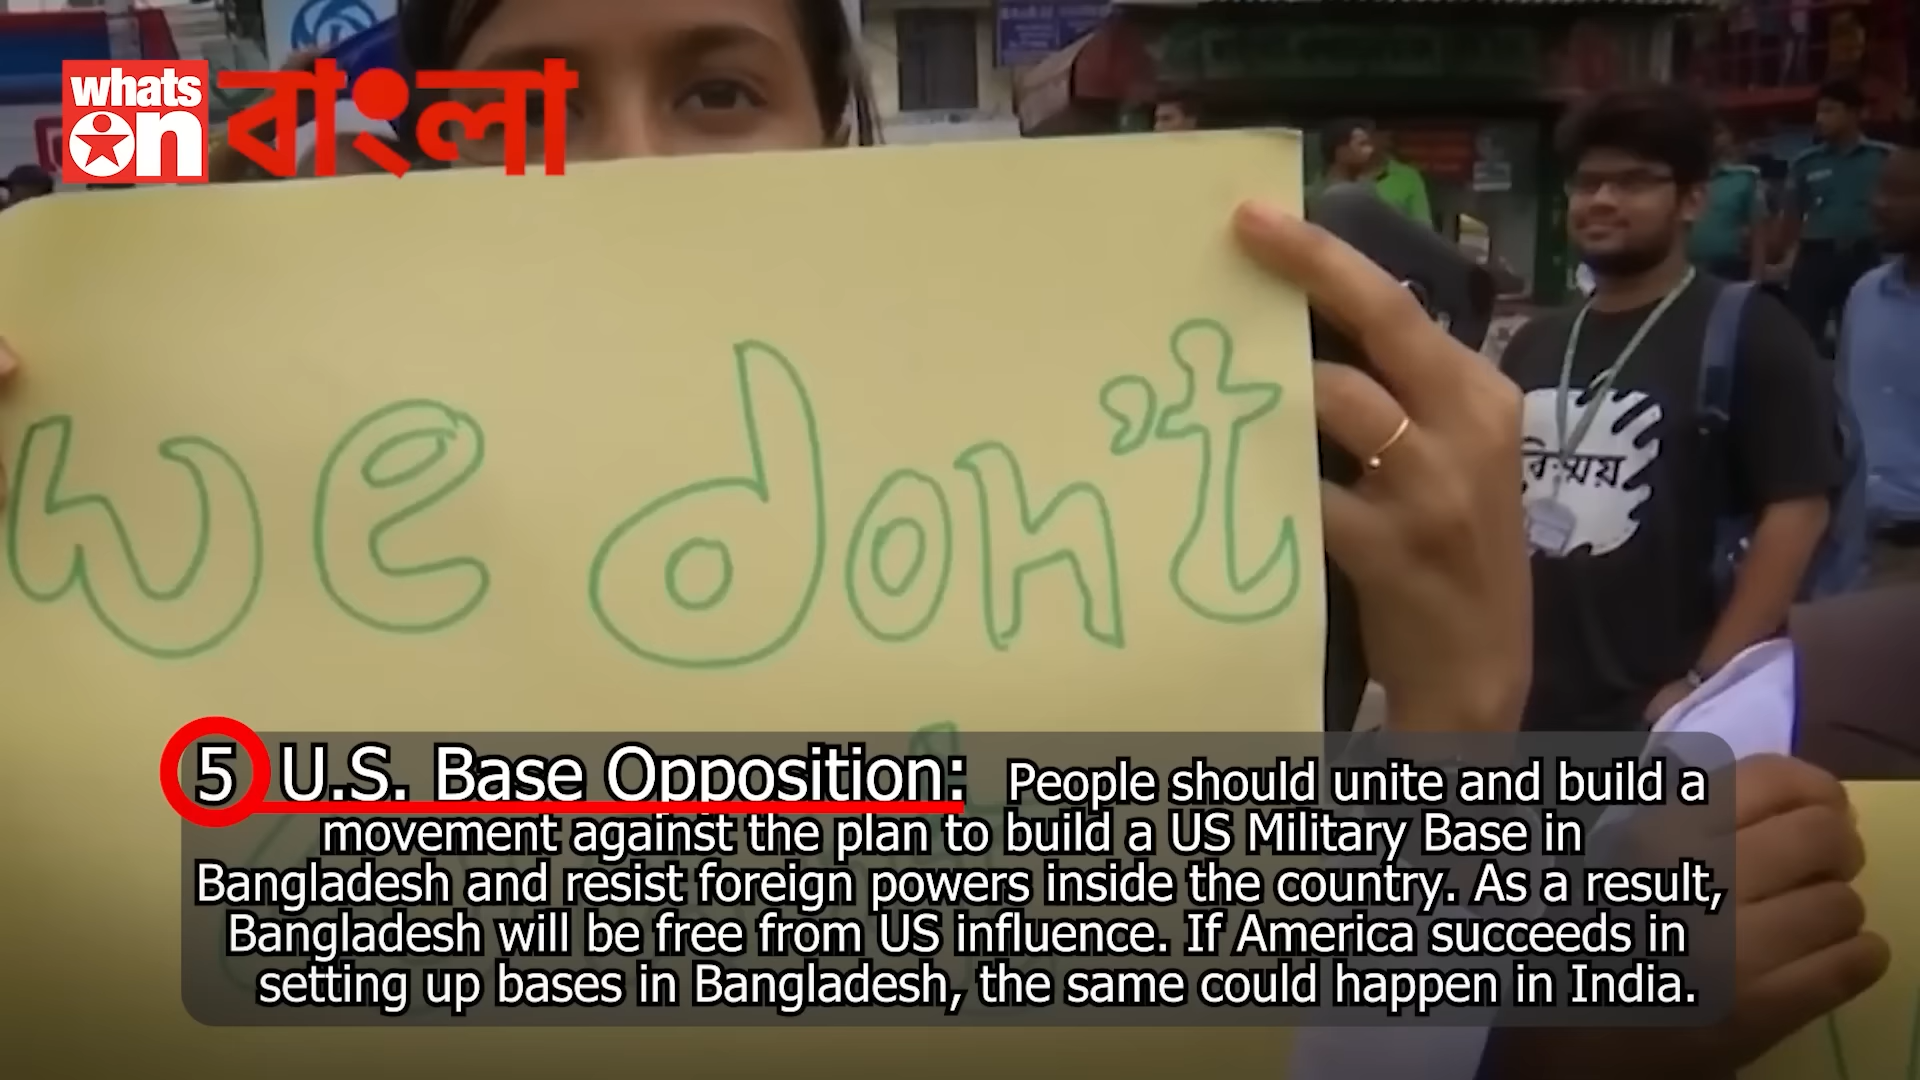 whats
on
বাংলা
we don't
বিস্ময়
5 U.S. Base Opposition: People should unite and build a
movement against the plan to build a US Military Base in
Bangladesh and resist foreign powers inside the country. As a result,
Bangladesh will be free from US influence. If America succeeds in
setting up bases in Bangladesh, the same could happen in India.